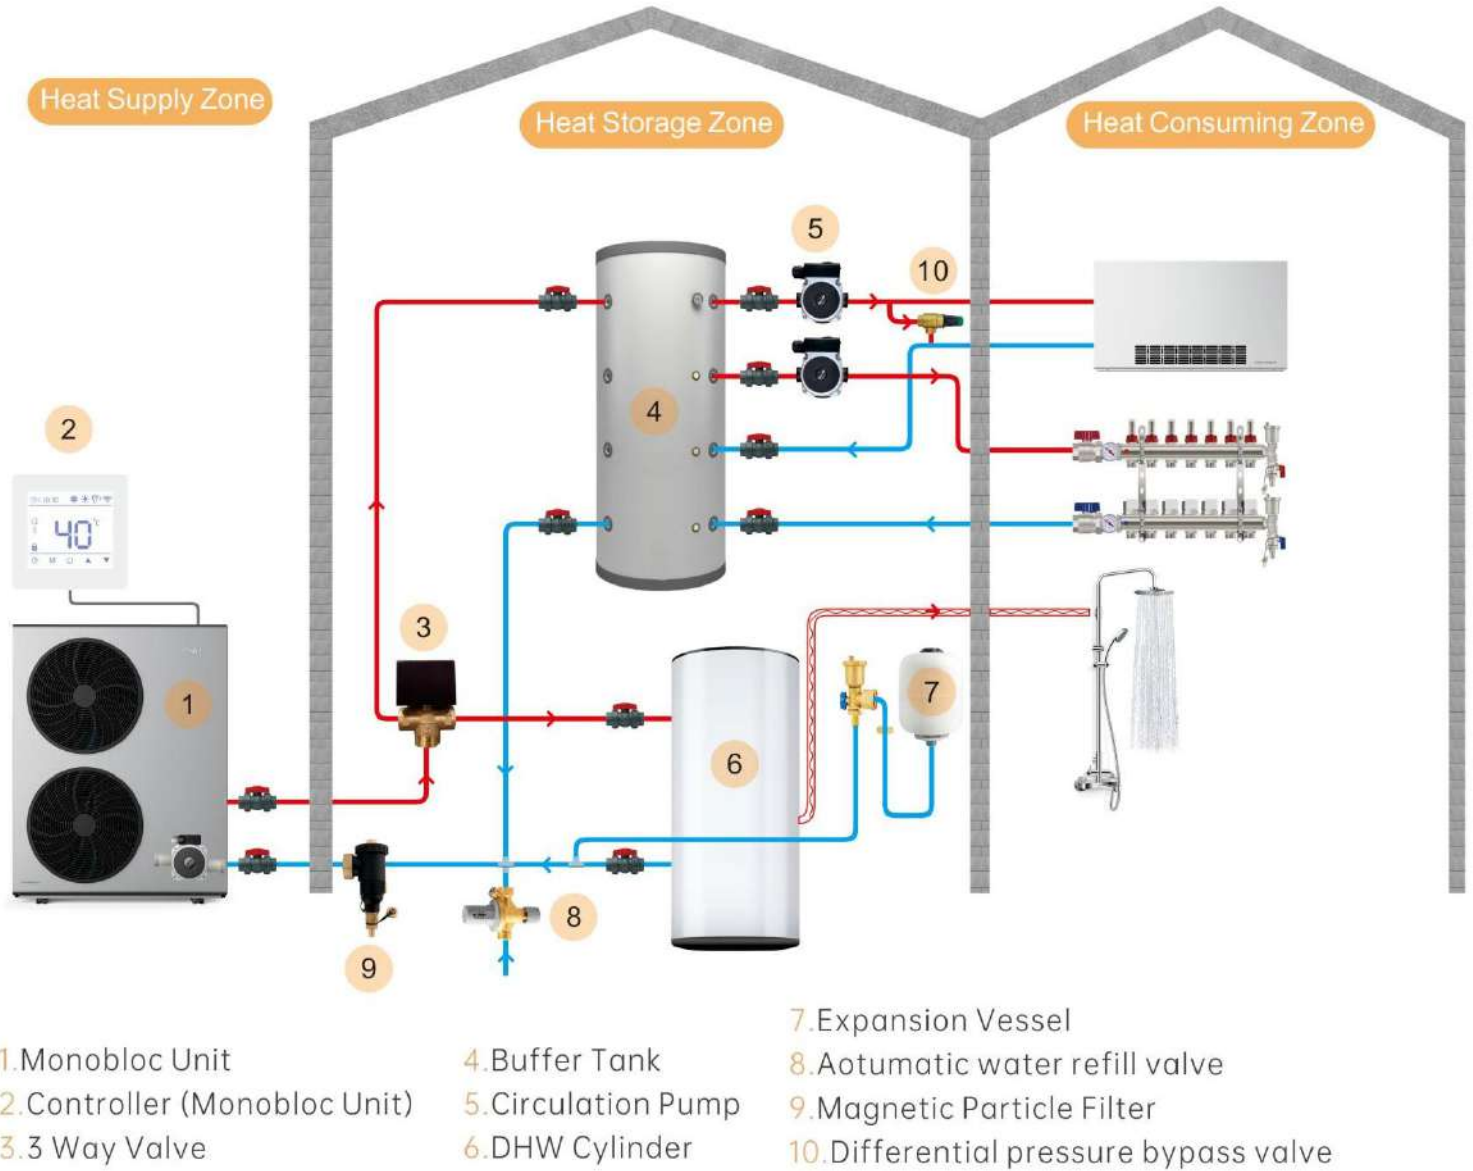 Heat Supply Zone
Heat Storage Zone
Heat Consuming Zone
5
10
2
4
40
°C
3
1
7
6
8
9
1.Monobloc Unit
2.Controller (Monobloc Unit)
3.3 Way Valve
4.Buffer Tank
5.Circulation Pump
6.DHW Cylinder
7.Expansion Vessel
8.Aotumatic water refill valve
9.Magnetic Particle Filter
10.Differential pressure bypass valve